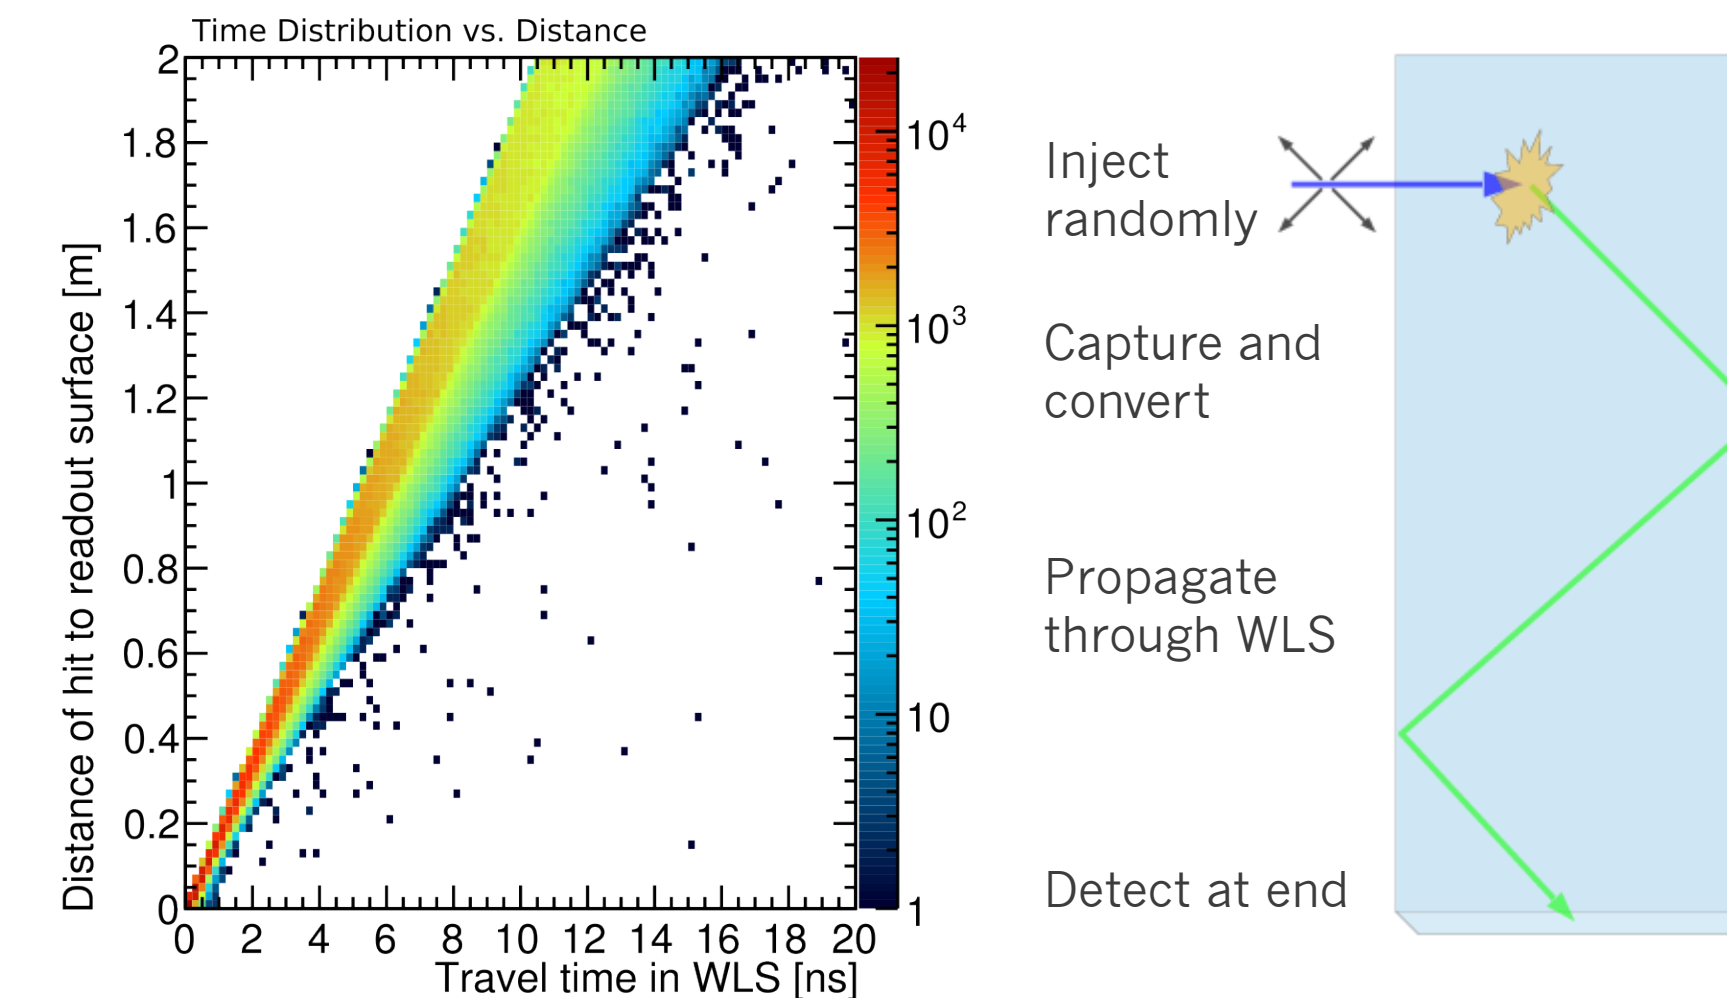 Time Distribution vs. Distance
Distance of hit to readout surface [m]
2
1.8
1.6
1.4
1.2
1
0.8
0.6
0.4
0.2
0
0 2 4 6 8 10 12 14 16 18 20
Travel time in WLS [ns]
10⁴
10³
10²
10
1
Inject
randomly
Capture and
convert
Propagate
through WLS
Detect at end